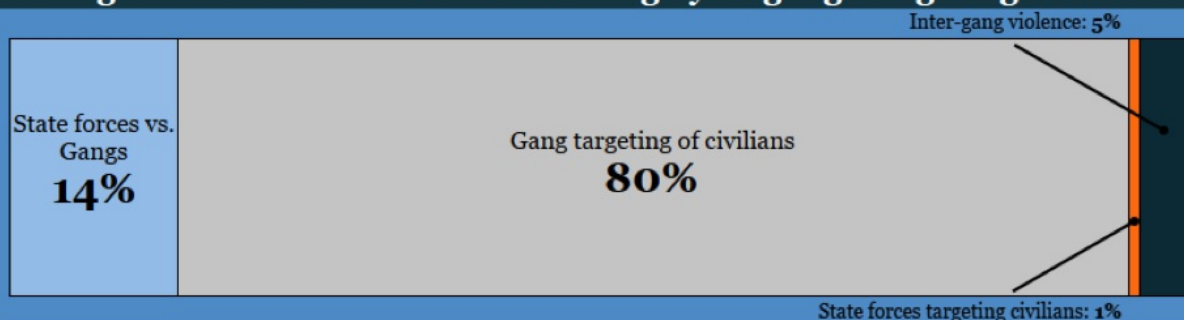 Inter-gang violence: 5%
State forces vs.
Gangs
14%
Gang targeting of civilians
80%
State forces targeting civilians: 1%